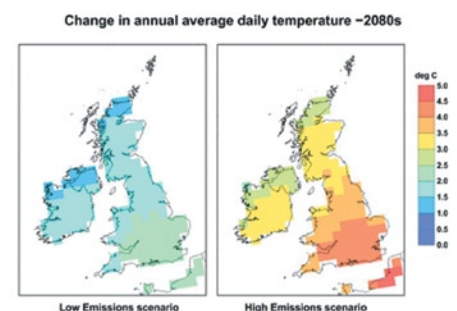 Change in annual average daily temperature −2080s
deg C
5.0
4.5
4.0
3.5
3.0
2.5
2.0
1.5
1.0
0.5
0.0
Low Emissions scenario
High Emissions scenario